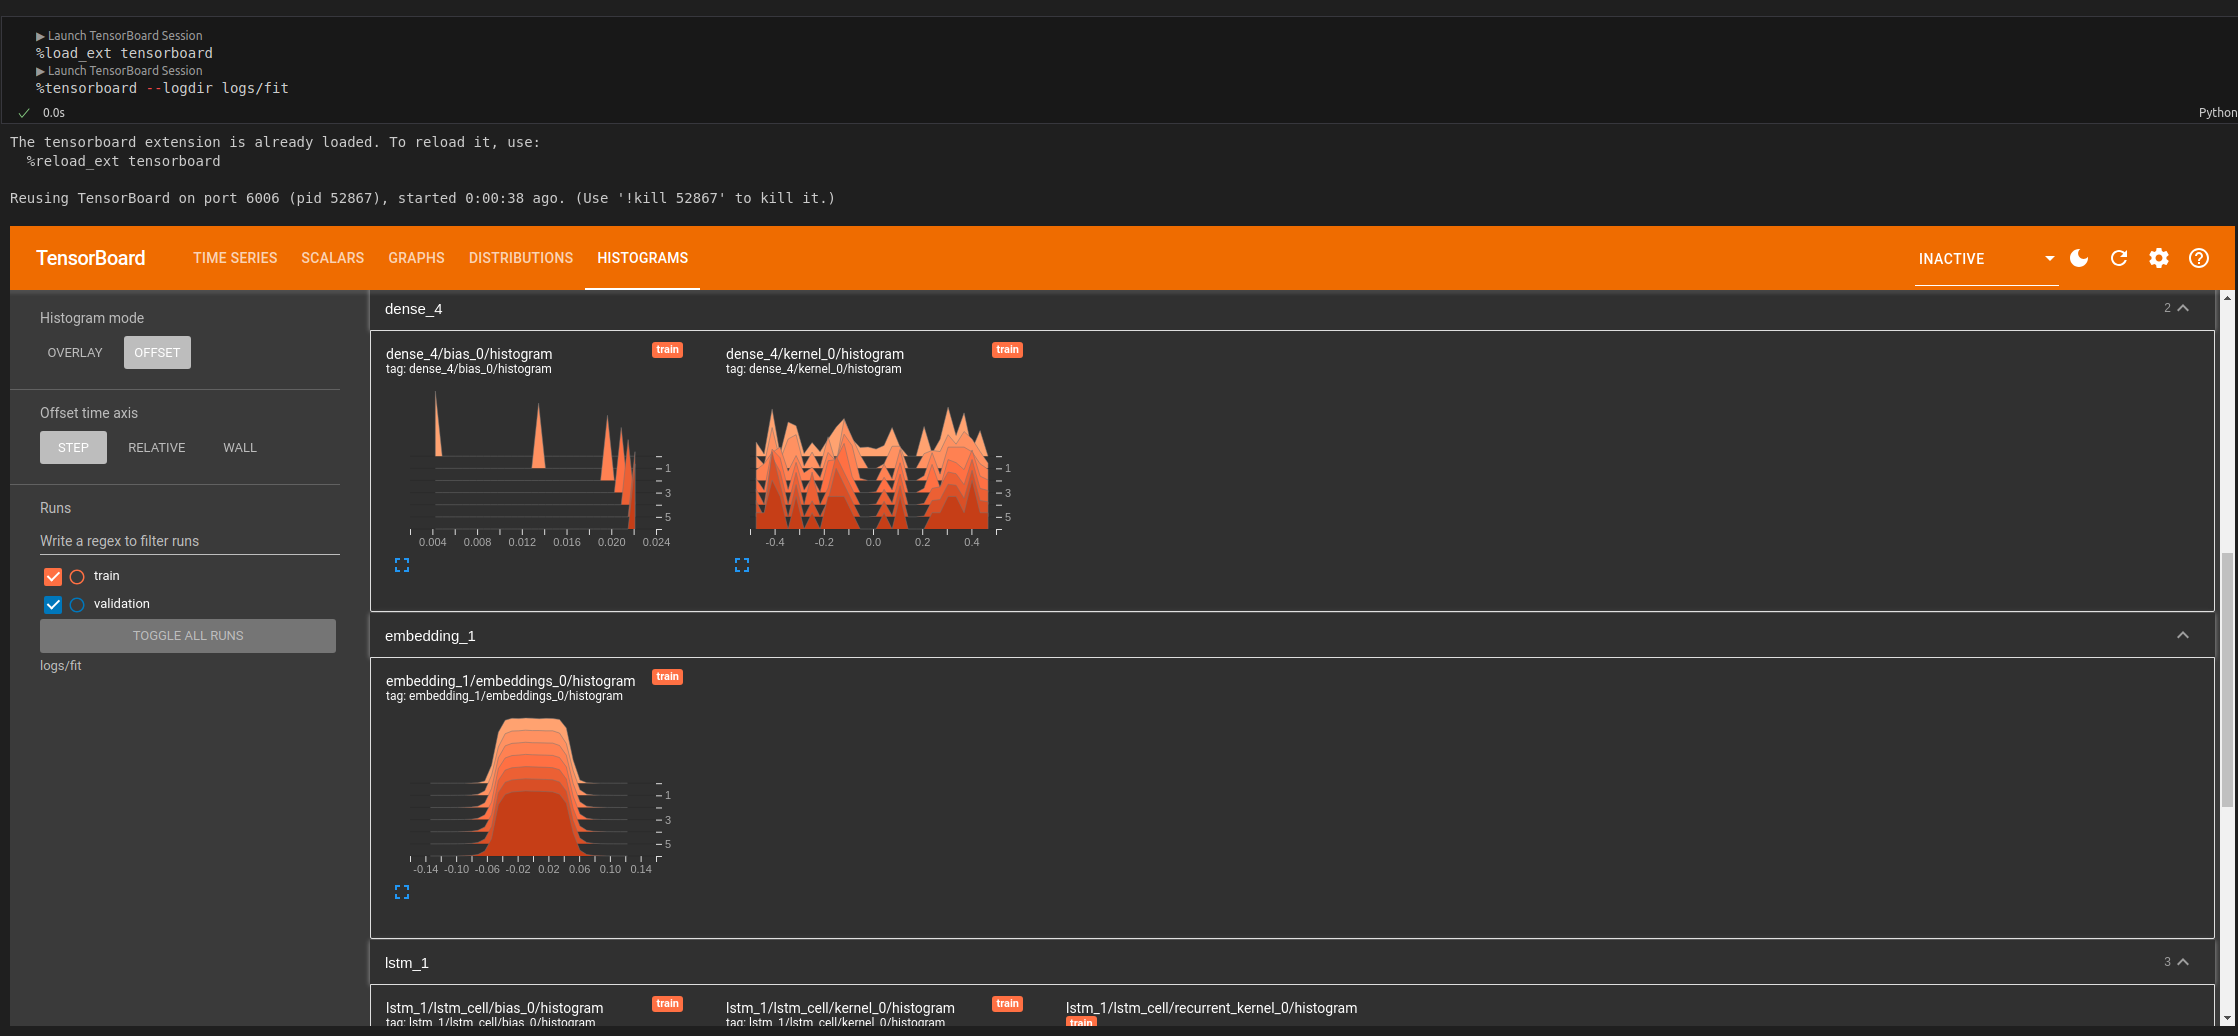 ▶ Launch TensorBoard Session
%load_ext tensorboard
▶ Launch TensorBoard Session
%tensorboard --logdir logs/fit
0.0s
Python
The tensorboard extension is already loaded. To reload it, use:
%reload_ext tensorboard
Reusing TensorBoard on port 6006 (pid 52867), started 0:00:38 ago. (Use '!kill 52867' to kill it.)
TensorBoard TIME SERIES SCALARS GRAPHS DISTRIBUTIONS HISTOGRAMS INACTIVE
Histogram mode
OVERLAY OFFSET
Offset time axis
STEP RELATIVE WALL
Runs
Write a regex to filter runs
train
validation
TOGGLE ALL RUNS
logs/fit
dense_4 2
dense_4/bias_0/histogram train
tag: dense_4/bias_0/histogram
1
3
5
0.004 0.008 0.012 0.016 0.020 0.024
dense_4/kernel_0/histogram train
tag: dense_4/kernel_0/histogram
1
3
5
-0.4 -0.2 0.0 0.2 0.4
embedding_1
embedding_1/embeddings_0/histogram train
tag: embedding_1/embeddings_0/histogram
1
3
5
-0.14 -0.10 -0.06 -0.02 0.02 0.06 0.10 0.14
lstm_1 3
lstm_1/lstm_cell/bias_0/histogram train
tag: lstm_1/lstm_cell/bias_0/histogram
lstm_1/lstm_cell/kernel_0/histogram train
tag: lstm_1/lstm_cell/kernel_0/histogram
lstm_1/lstm_cell/recurrent_kernel_0/histogram
train